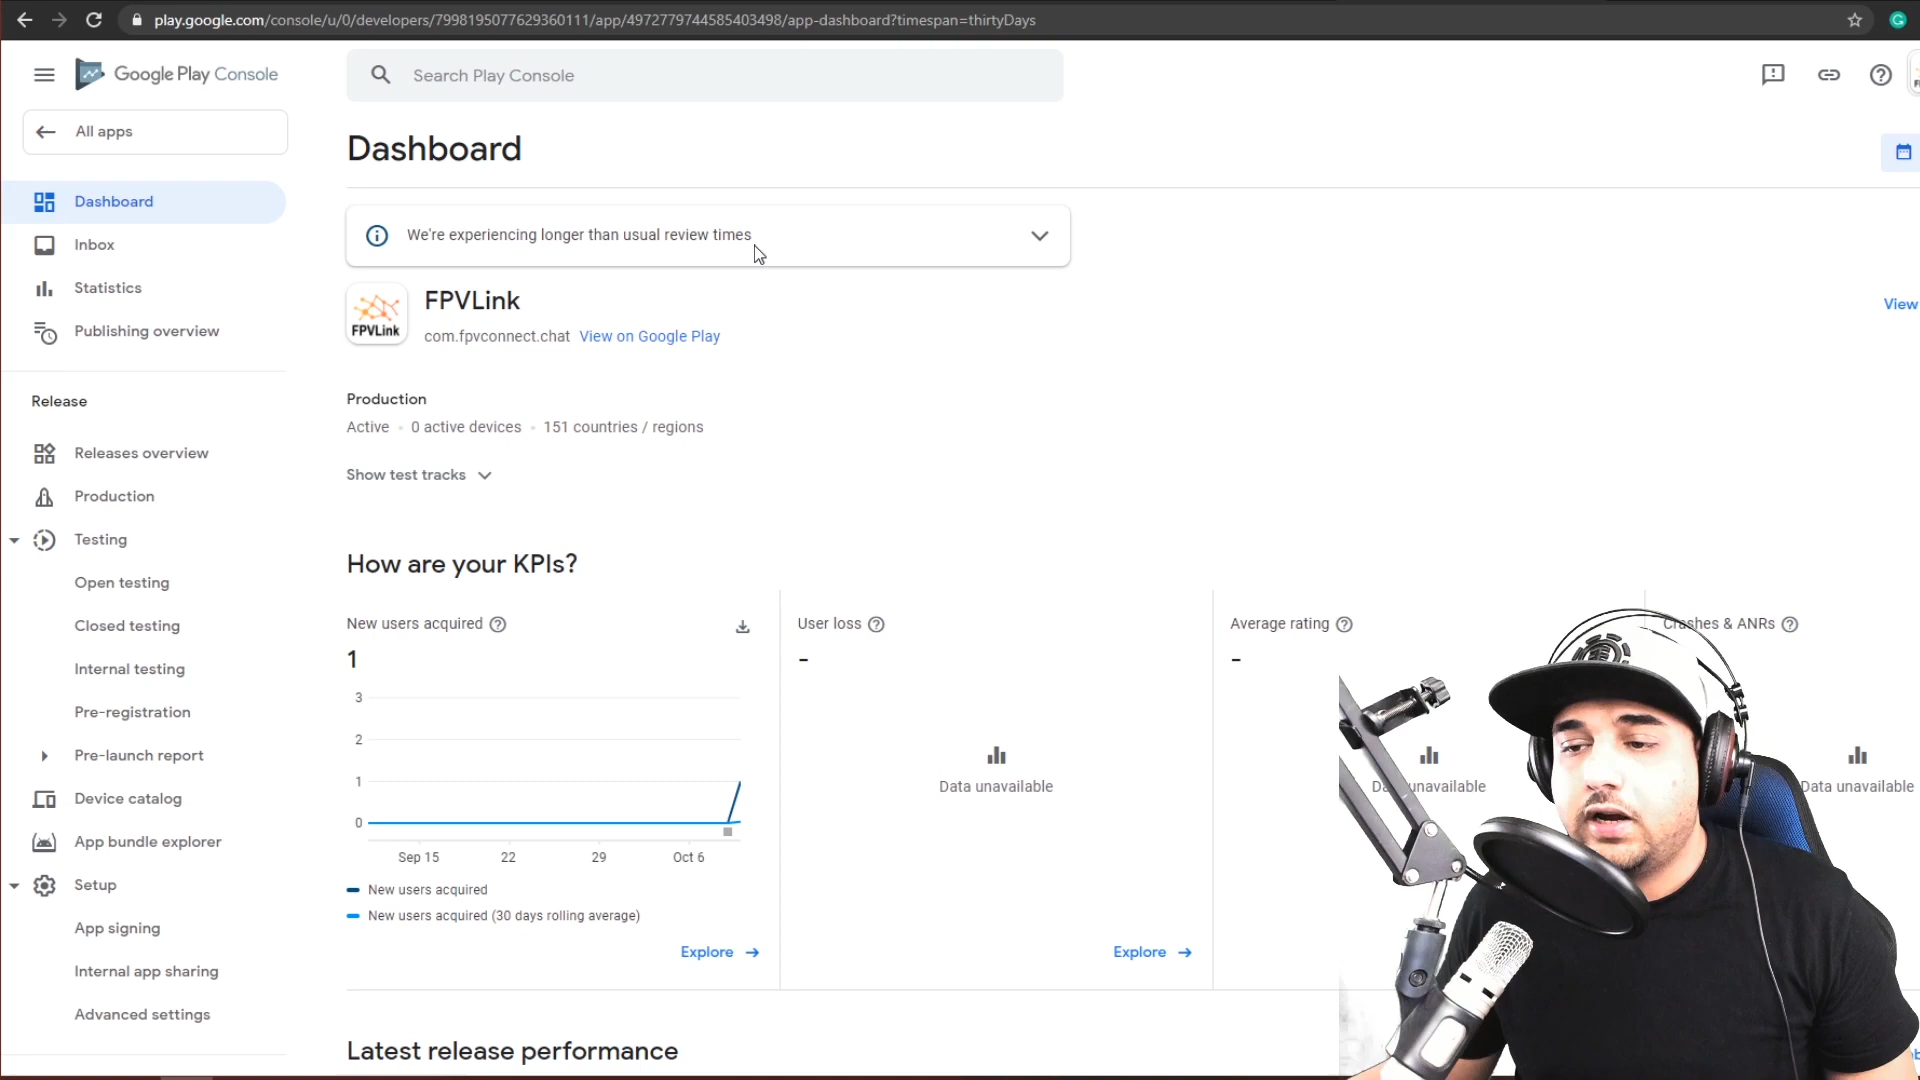 play.google.com/console/u/0/developers/7998195077629360111/app/4972779744585403498/app-dashboard?timespan=thirtyDays
Google Play Console
Search Play Console
All apps
Dashboard
Dashboard
Inbox
Statistics
Publishing overview
We're experiencing longer than usual review times
FPVLink
FPVLink
com.fpvconnect.chat View on Google Play
View
Production
Active • 0 active devices • 151 countries / regions
Show test tracks
Release
Releases overview
Production
Testing
Open testing
Closed testing
Internal testing
Pre-registration
Pre-launch report
Device catalog
App bundle explorer
Setup
App signing
Internal app sharing
Advanced settings
How are your KPIs?
New users acquired
1
3
2
1
0
Sep 15 22 29 Oct 6
New users acquired
New users acquired (30 days rolling average)
Explore
User loss
-
Data unavailable
Explore
Average rating
-
Data unavailable
Crashes & ANRs
Data unavailable
Latest release performance